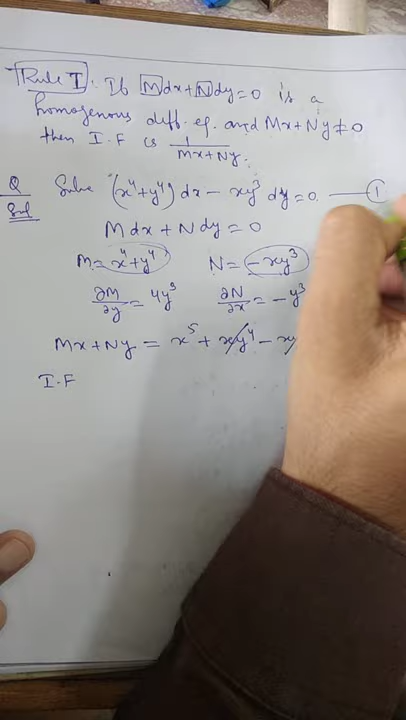 Rule I. If Mdx+Ndy=0 is a
homogenous diff. eq. and Mx+Ny≠0
then I.F is 1/(Mx+Ny).
Q Solve (x⁴+y⁴) dx - xy³ dy=0. — ①
Sol Mdx+Ndy=0
M=x⁴+y⁴ N=-xy³
∂M/∂y=4y³ ∂N/∂x=-y³
Mx+Ny = x⁵+xy⁴-xy
I.F